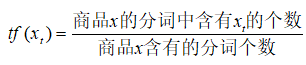 tf(x_t) = 商品x的分词中含有x_t的个数 / 商品x含有的分词个数